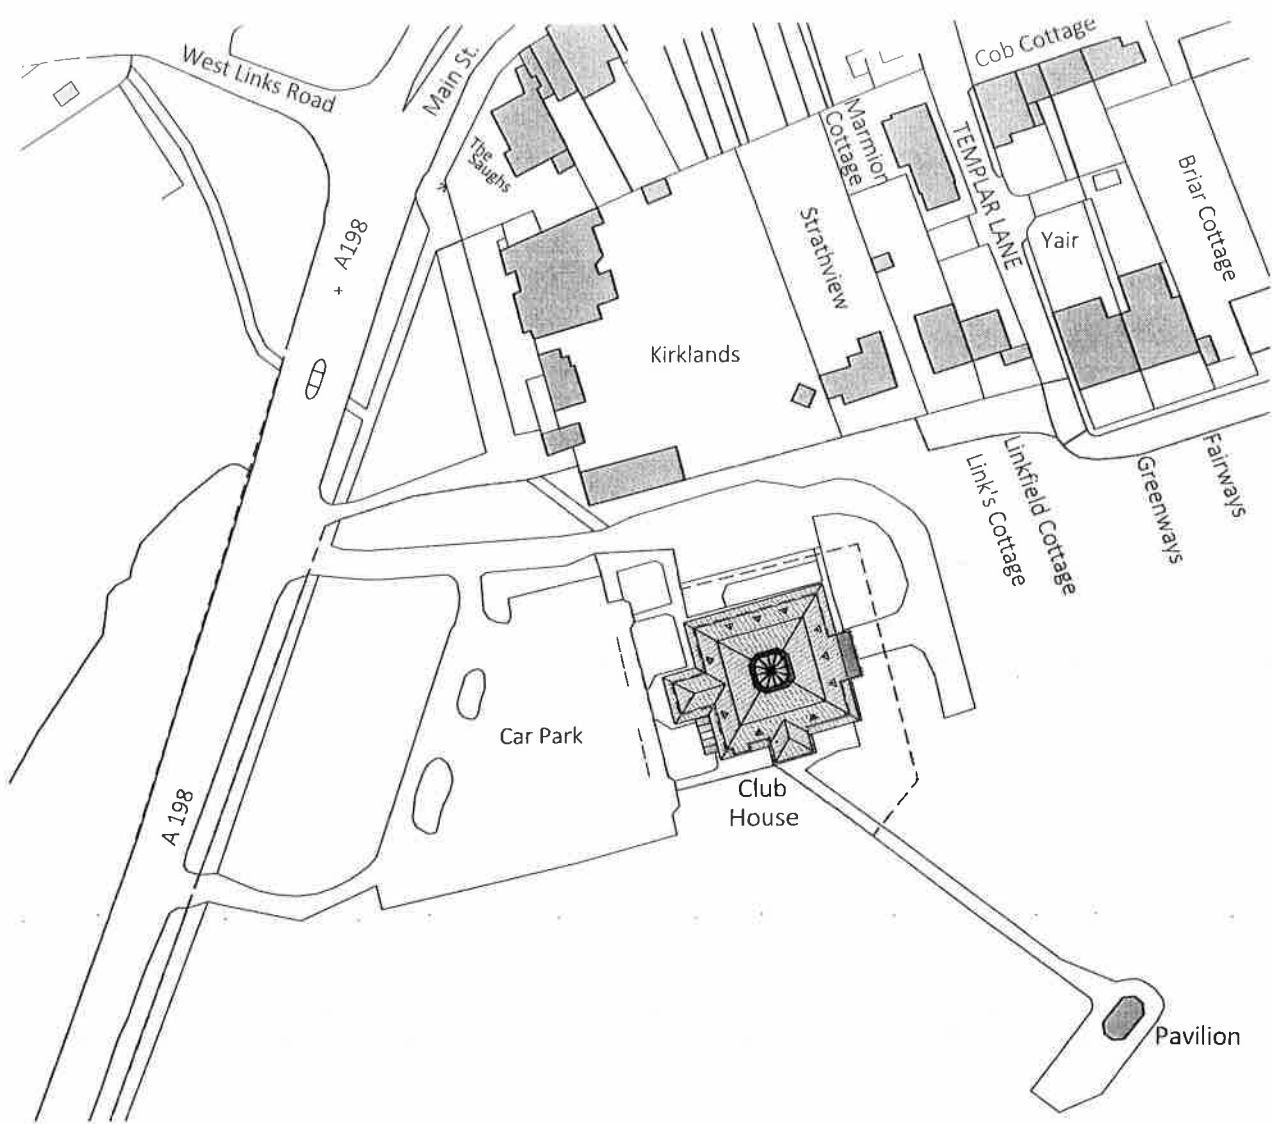 Cob Cottage
West Links Road
Main St.
The
Saughs
Marmion
Cottage
TEMPLAR LANE
Briar Cottage
A198
Strathview
Yair
Kirklands
Fairways
Greenways
Linkfield Cottage
Link's Cottage
Car Park
A 198
Club
House
Pavilion